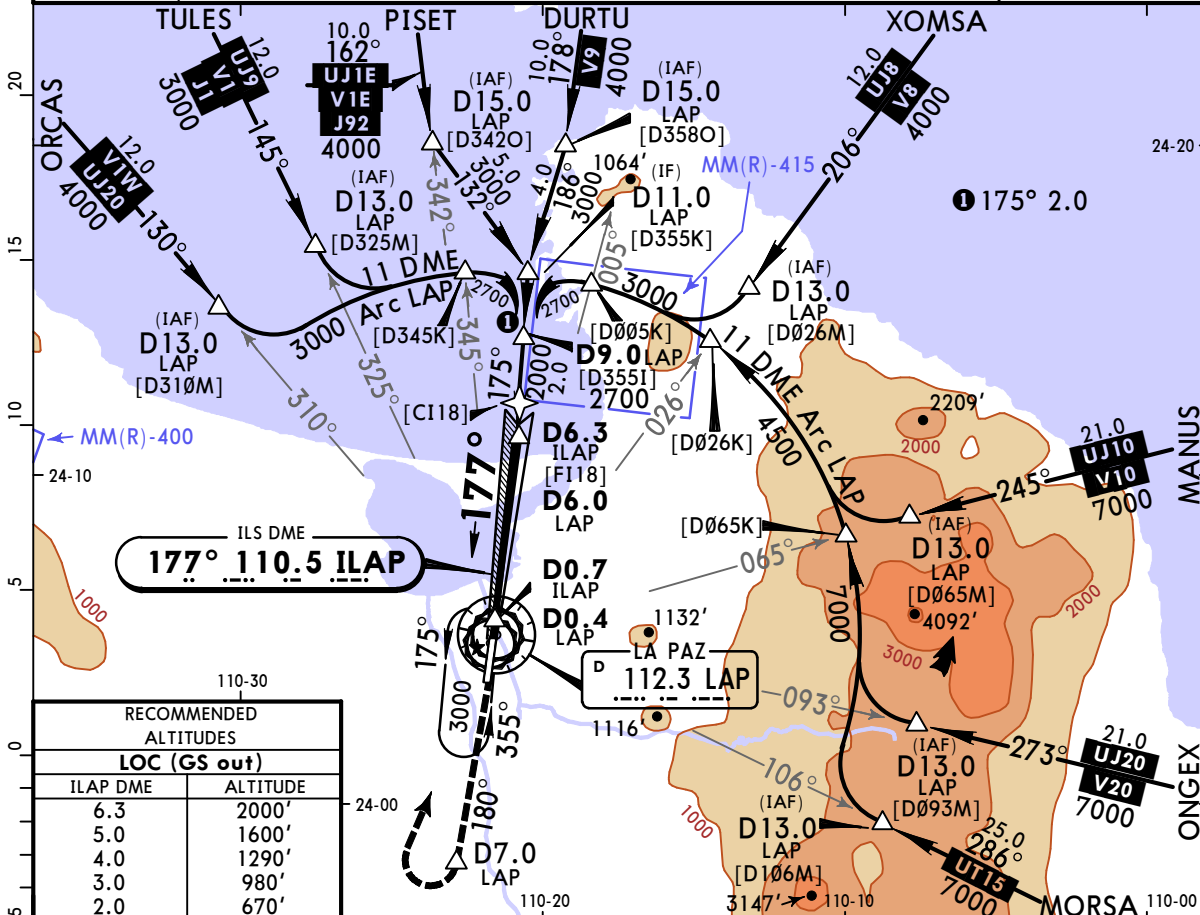 TULES
PISET
DURTU
XOMSA
ORCAS
MANUS
ONGEX
MORSA
12.0
UJ9
V1
J1
3000
145°
10.0
162°
UJ1E
V1E
J92
4000
10.0
178°
V9
4000
12.0
UJ8
V8
4000
206°
12.0
V1W
UJ20
4000
130°
(IAF)
D15.0
LAP
[D342O]
(IAF)
D15.0
LAP
[D358O]
(IAF)
D13.0
LAP
[D325M]
(IAF)
D13.0
LAP
[D310M]
5.0
3000
132°
4.0
186°
3000
1064'
(IF)
D11.0
LAP
[D355K]
MM(R)-415
24-20
❶ 175° 2.0
342°
11 DME
3000 Arc LAP
2700
2700
3000
005°
345°
325°
310°
[D345K]
❶
[D005K]
D9.0 LAP
[D355I]
2700
026°
(IAF)
D13.0
LAP
[D026M]
[D026K]
11 DME Arc LAP
4500
175°
2000
2.0
[CI18]
177°
D6.3
ILAP
[FI18]
D6.0
LAP
MM(R)-400
24-10
2209'
2000
21.0
UJ10
V10
7000
245°
[D065K]
065°
(IAF)
D13.0
LAP
[D065M]
4092'
3000
2000
7000
ILS DME
177° 110.5 ILAP
D0.7
ILAP
D0.4
LAP
1132'
LA PAZ
D
112.3 LAP
1116'
1000
175°
3000
355°
180°
D7.0
LAP
093°
106°
(IAF)
D13.0
LAP
[D093M]
273°
21.0
UJ20
V20
7000
(IAF)
D13.0
LAP
[D106M]
25.0
286°
UT15
7000
1000
3147'
110-30
110-20
110-10
110-00
24-00
20
15
10
5
0
5
RECOMMENDED
ALTITUDES
LOC (GS out)
ILAP DME ALTITUDE
6.3 2000'
5.0 1600'
4.0 1290'
3.0 980'
2.0 670'